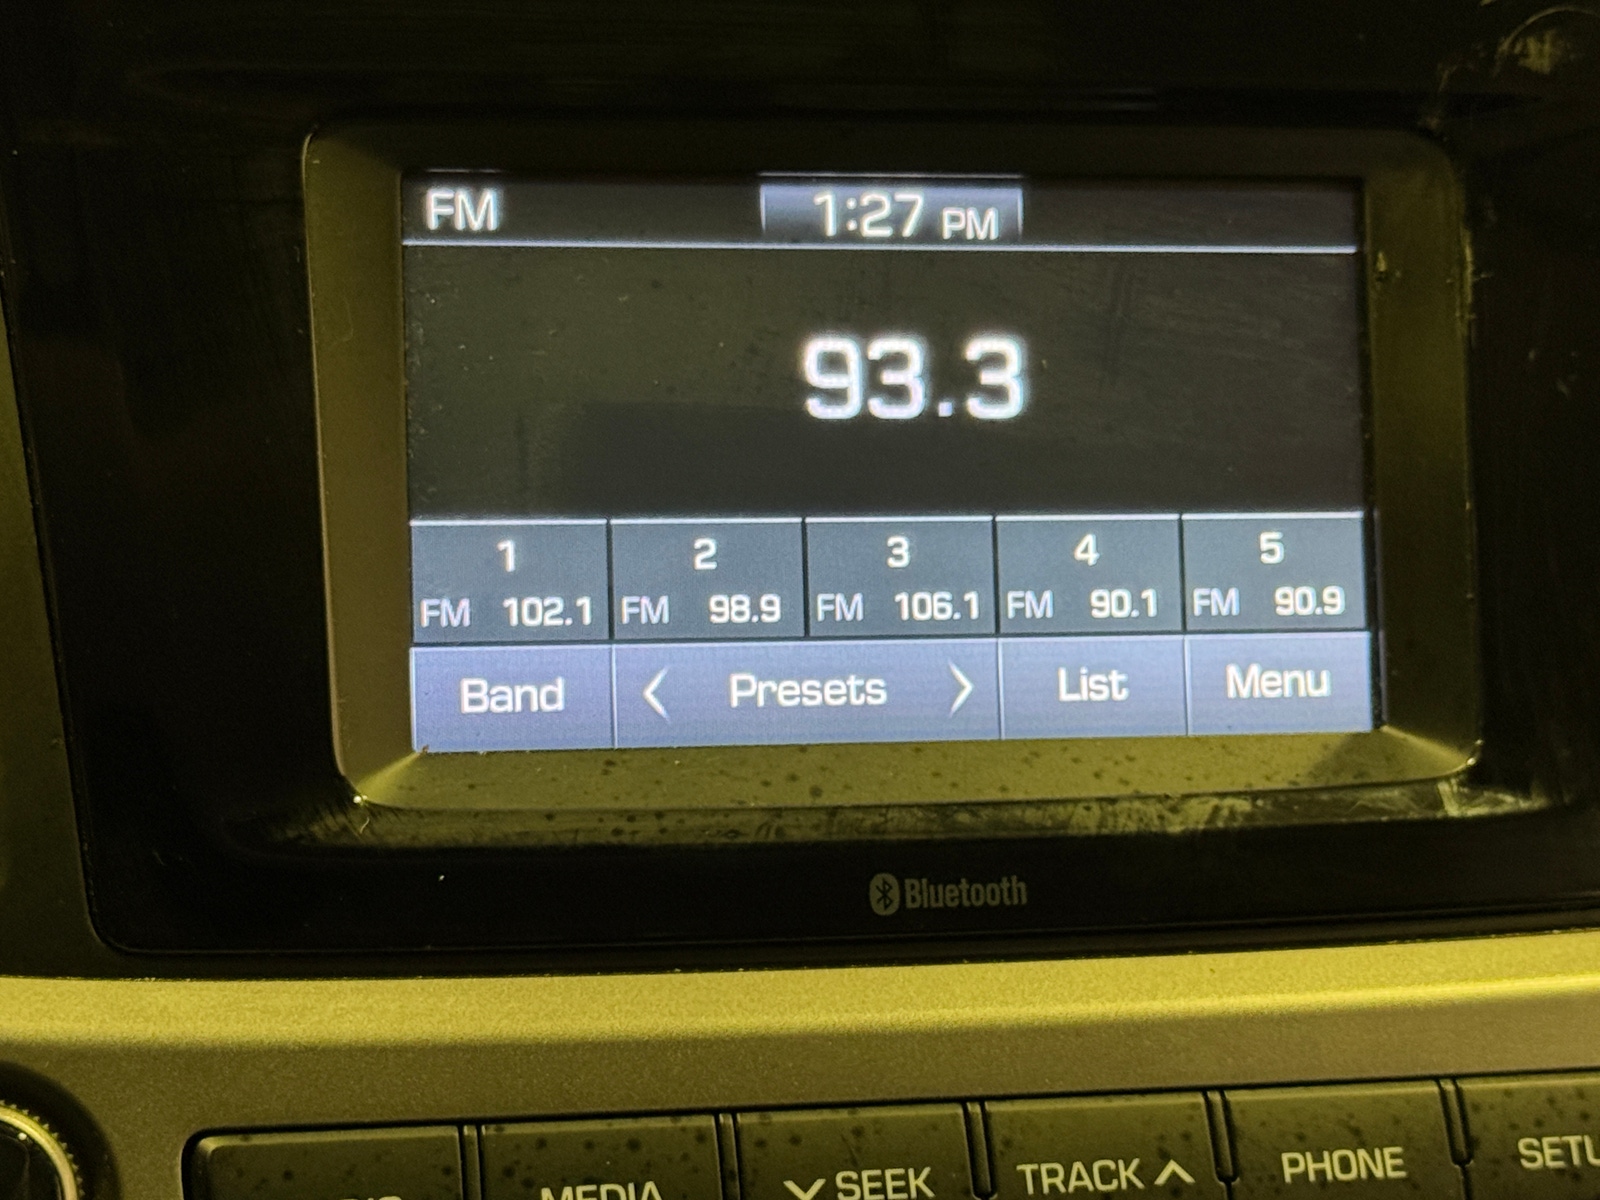 FM 1:27 PM
93.3
1 2 3 4 5
FM 102.1 FM 98.9 FM 106.1 FM 90.1 FM 90.9
Band < Presets > List Menu
Bluetooth
MEDIA SEEK TRACK PHONE